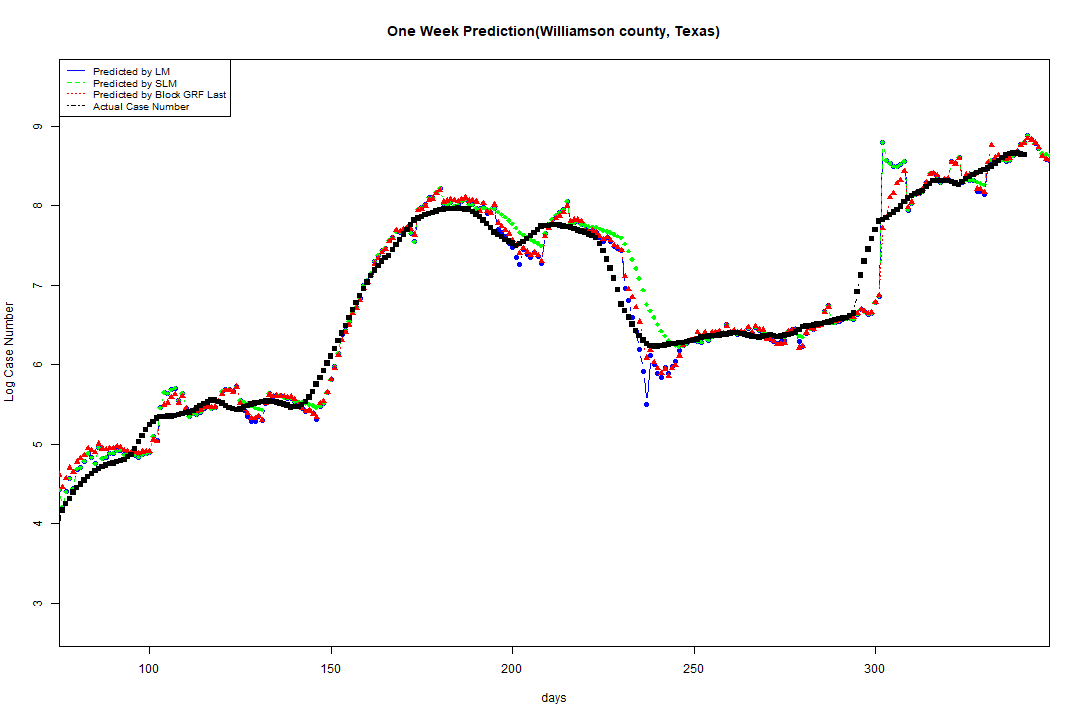 One Week Prediction(Williamson county, Texas)
Predicted by LM
Predicted by SLM
Predicted by Block GRF Last
Actual Case Number
9
8
7
6
5
4
3
Log Case Number
100 150 200 250 300
days